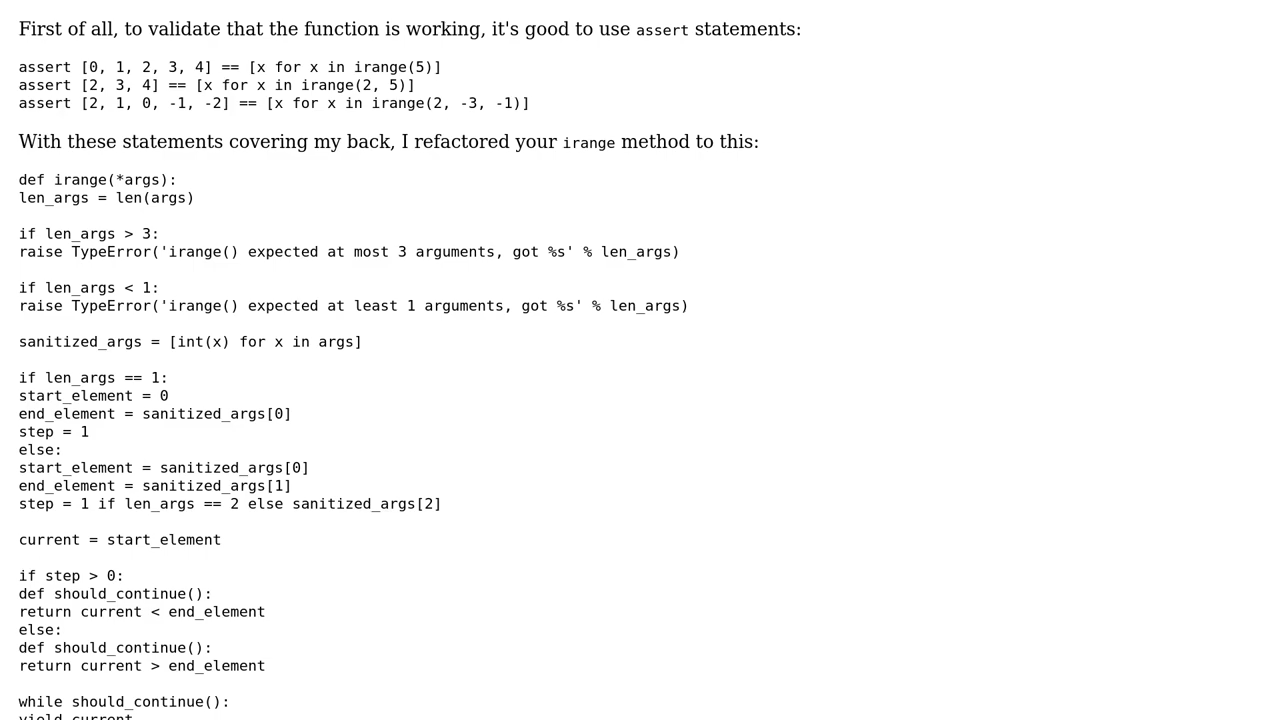 First of all, to validate that the function is working, it's good to use assert statements:
assert [0, 1, 2, 3, 4] == [x for x in irange(5)]
assert [2, 3, 4] == [x for x in irange(2, 5)]
assert [2, 1, 0, -1, -2] == [x for x in irange(2, -3, -1)]
With these statements covering my back, I refactored your irange method to this:
def irange(*args):
len_args = len(args)
if len_args > 3:
raise TypeError('irange() expected at most 3 arguments, got %s' % len_args)
if len_args < 1:
raise TypeError('irange() expected at least 1 arguments, got %s' % len_args)
sanitized_args = [int(x) for x in args]
if len_args == 1:
start_element = 0
end_element = sanitized_args[0]
step = 1
else:
start_element = sanitized_args[0]
end_element = sanitized_args[1]
step = 1 if len_args == 2 else sanitized_args[2]
current = start_element
if step > 0:
def should_continue():
return current < end_element
else:
def should_continue():
return current > end_element
while should_continue():
yield current